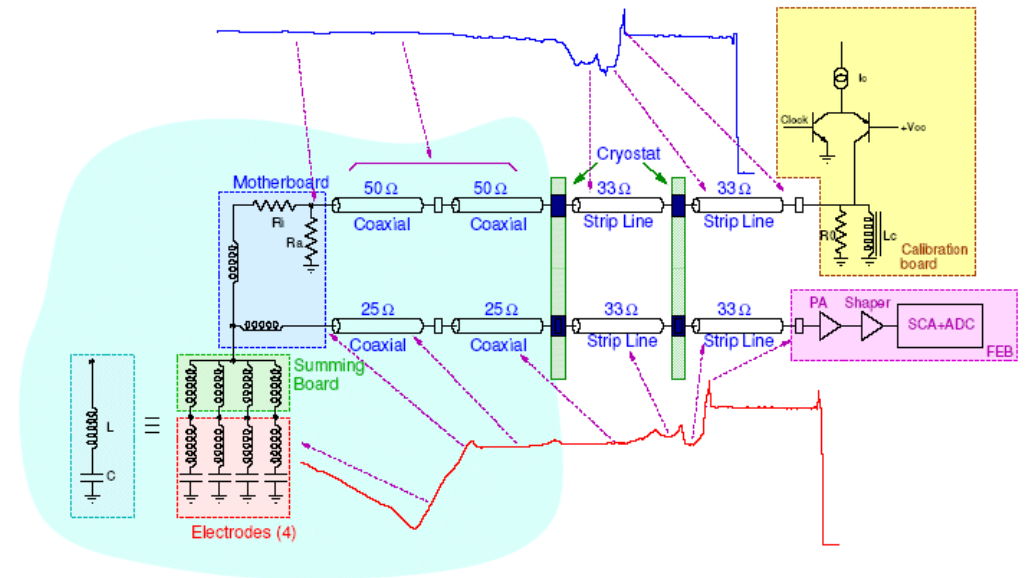 Io
Clock
+Vcc
Cryostat
Motherboard
50 Ω
50 Ω
33 Ω
33 Ω
Ri
Ra
Coaxial
Coaxial
Strip Line
Strip Line
R0
Lc
Calibration
board
25 Ω
25 Ω
33 Ω
33 Ω
Coaxial
Coaxial
Strip Line
Strip Line
PA
Shaper
SCA+ADC
FEB
Summing
Board
L
C
Electrodes (4)